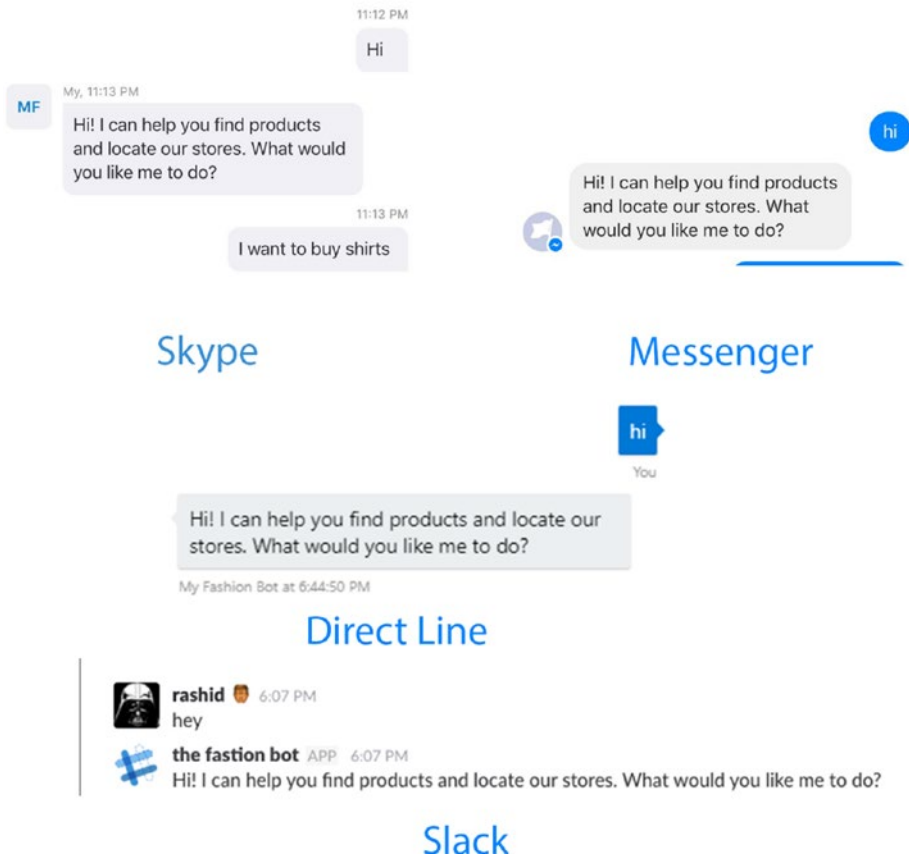 11:12 PM
Hi
MF
My, 11:13 PM
Hi! I can help you find products
and locate our stores. What would
you like me to do?
11:13 PM
I want to buy shirts
Skype
hi
Hi! I can help you find products
and locate our stores. What
would you like me to do?
Messenger
hi
You
Hi! I can help you find products and locate our
stores. What would you like me to do?
My Fashion Bot at 6:44:50 PM
Direct Line
rashid 6:07 PM
hey
the fastion bot APP 6:07 PM
Hi! I can help you find products and locate our stores. What would you like me to do?
Slack